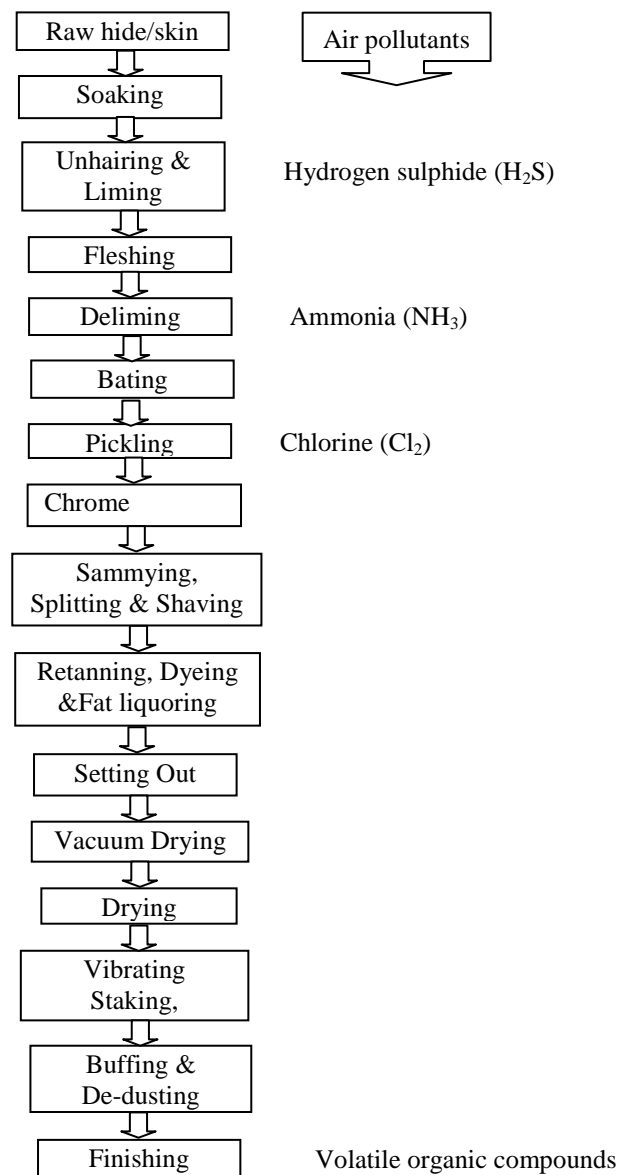 Raw hide/skin
Air pollutants
Soaking
Unhairing &
Liming
Hydrogen sulphide (H₂S)
Fleshing
Deliming
Ammonia (NH₃)
Bating
Pickling
Chlorine (Cl₂)
Chrome
Sammying,
Splitting & Shaving
Retanning, Dyeing
&Fat liquoring
Setting Out
Vacuum Drying
Drying
Vibrating
Staking,
Buffing &
De-dusting
Finishing
Volatile organic compounds